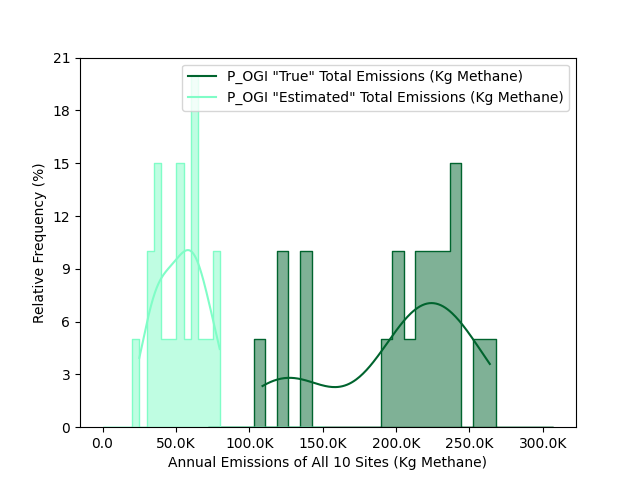 21
18
15
12
9
6
3
0
Relative Frequency (%)
P_OGI "True" Total Emissions (Kg Methane)
P_OGI "Estimated" Total Emissions (Kg Methane)
0.0 50.0K 100.0K 150.0K 200.0K 250.0K 300.0K
Annual Emissions of All 10 Sites (Kg Methane)